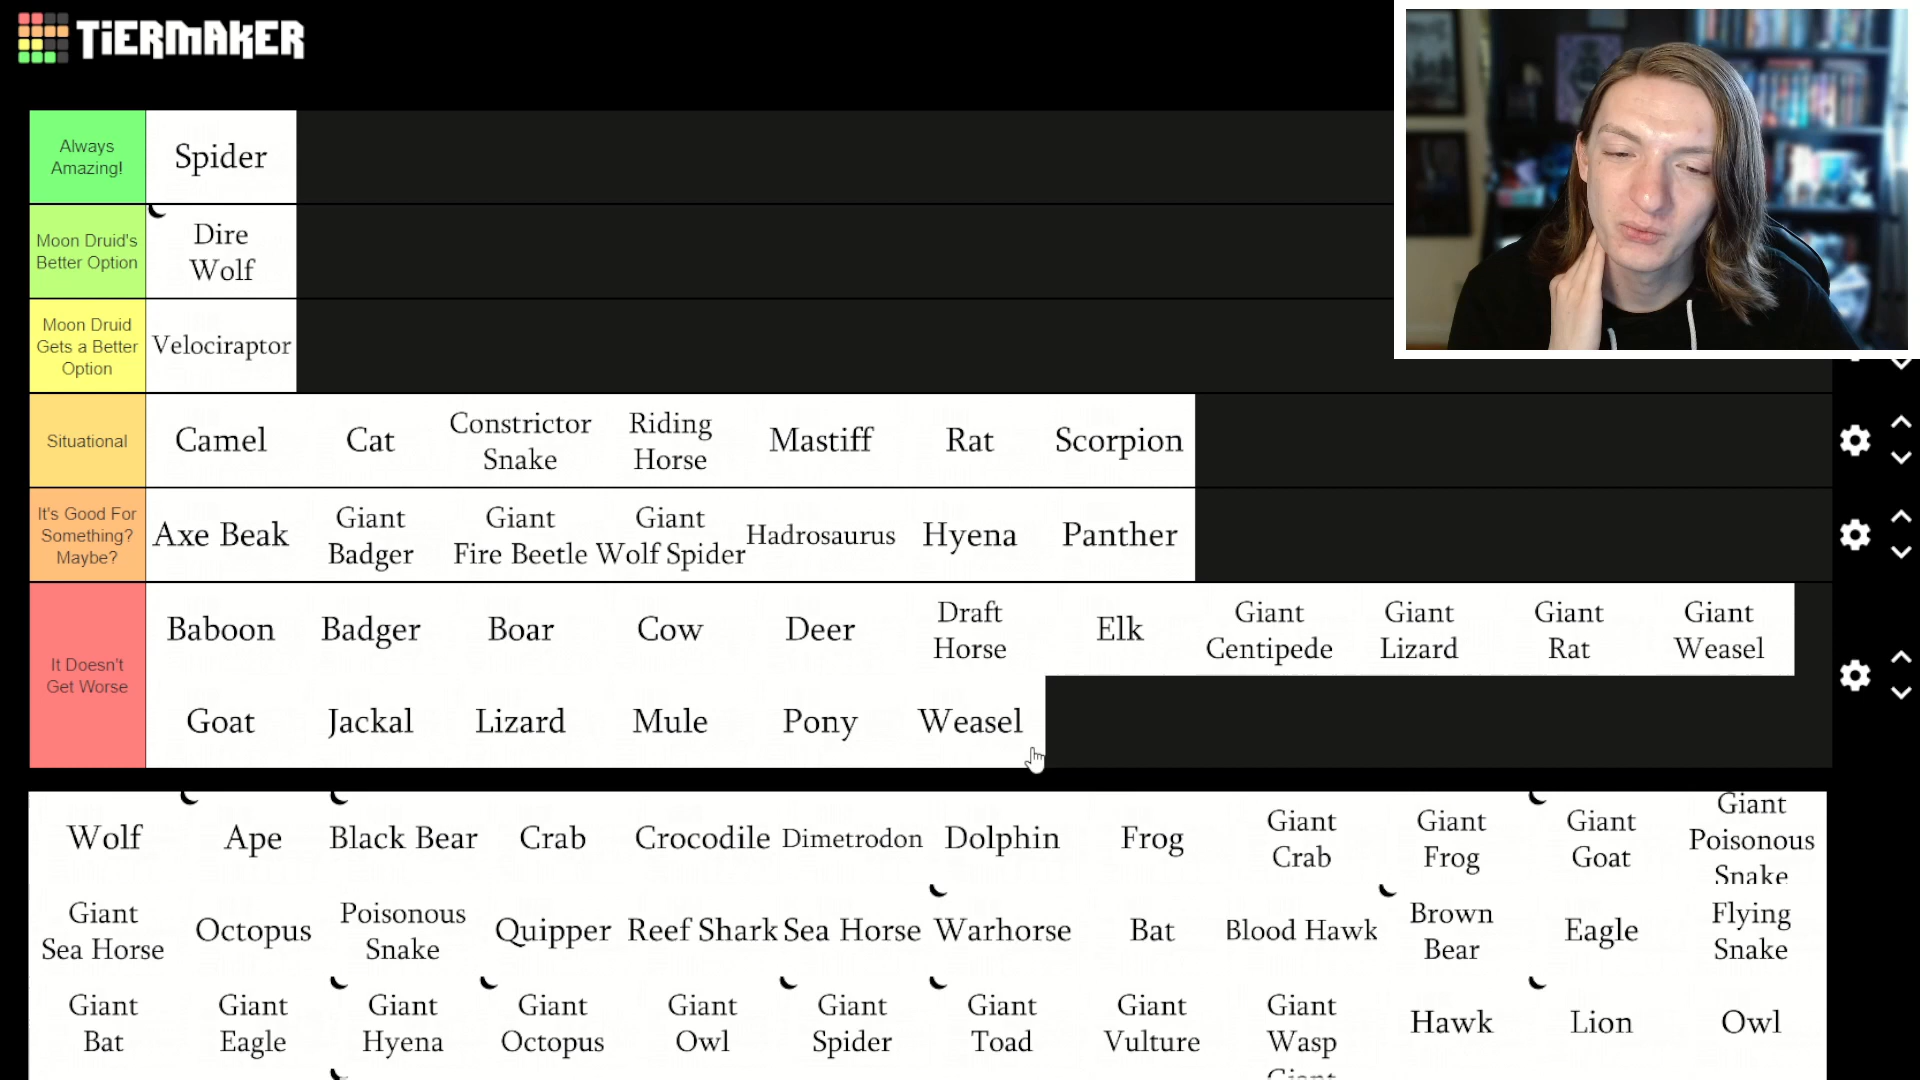 TiERMAKER
Always
Amazing!
Spider
Moon Druid's
Better Option
Dire
Wolf
Moon Druid
Gets a Better
Option
Velociraptor
Situational
Camel
Cat
Constrictor
Snake
Riding
Horse
Mastiff
Rat
Scorpion
It's Good For
Something?
Maybe?
Axe Beak
Giant
Badger
Giant
Fire Beetle
Giant
Wolf Spider
Hadrosaurus
Hyena
Panther
It Doesn't
Get Worse
Baboon
Badger
Boar
Cow
Deer
Draft
Horse
Elk
Giant
Centipede
Giant
Lizard
Giant
Rat
Giant
Weasel
Goat
Jackal
Lizard
Mule
Pony
Weasel
Wolf
Ape
Black Bear
Crab
Crocodile
Dimetrodon
Dolphin
Frog
Giant
Crab
Giant
Frog
Giant
Goat
Giant
Poisonous
Snake
Giant
Sea Horse
Octopus
Poisonous
Snake
Quipper
Reef Shark
Sea Horse
Warhorse
Bat
Blood Hawk
Brown
Bear
Eagle
Flying
Snake
Giant
Bat
Giant
Eagle
Giant
Hyena
Giant
Octopus
Giant
Owl
Giant
Spider
Giant
Toad
Giant
Vulture
Giant
Wasp
Hawk
Lion
Owl